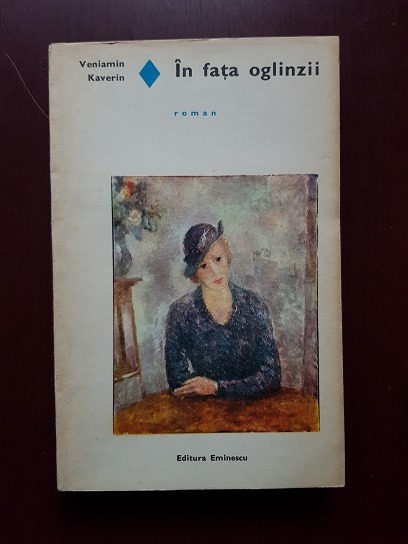 Veniamin
Kaverin
În fața oglinzii
roman
Editura Eminescu